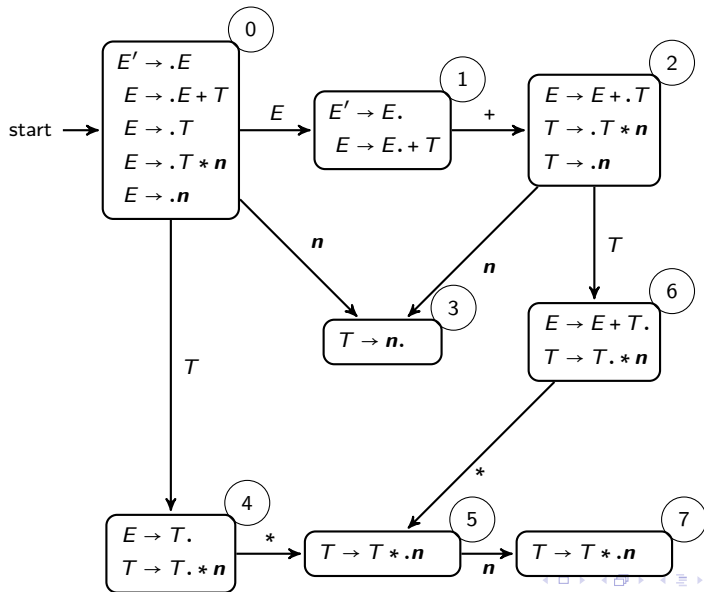 0
E′ → .E
E → .E + T
E → .T
E → .T * n
E → .n
start
E
1
E′ → E.
E → E. + T
+
2
E → E + .T
T → .T * n
T → .n
n
n
T
3
T → n.
6
E → E + T.
T → T. * n
T
*
4
E → T.
T → T. * n
*
5
T → T * .n
n
7
T → T * .n